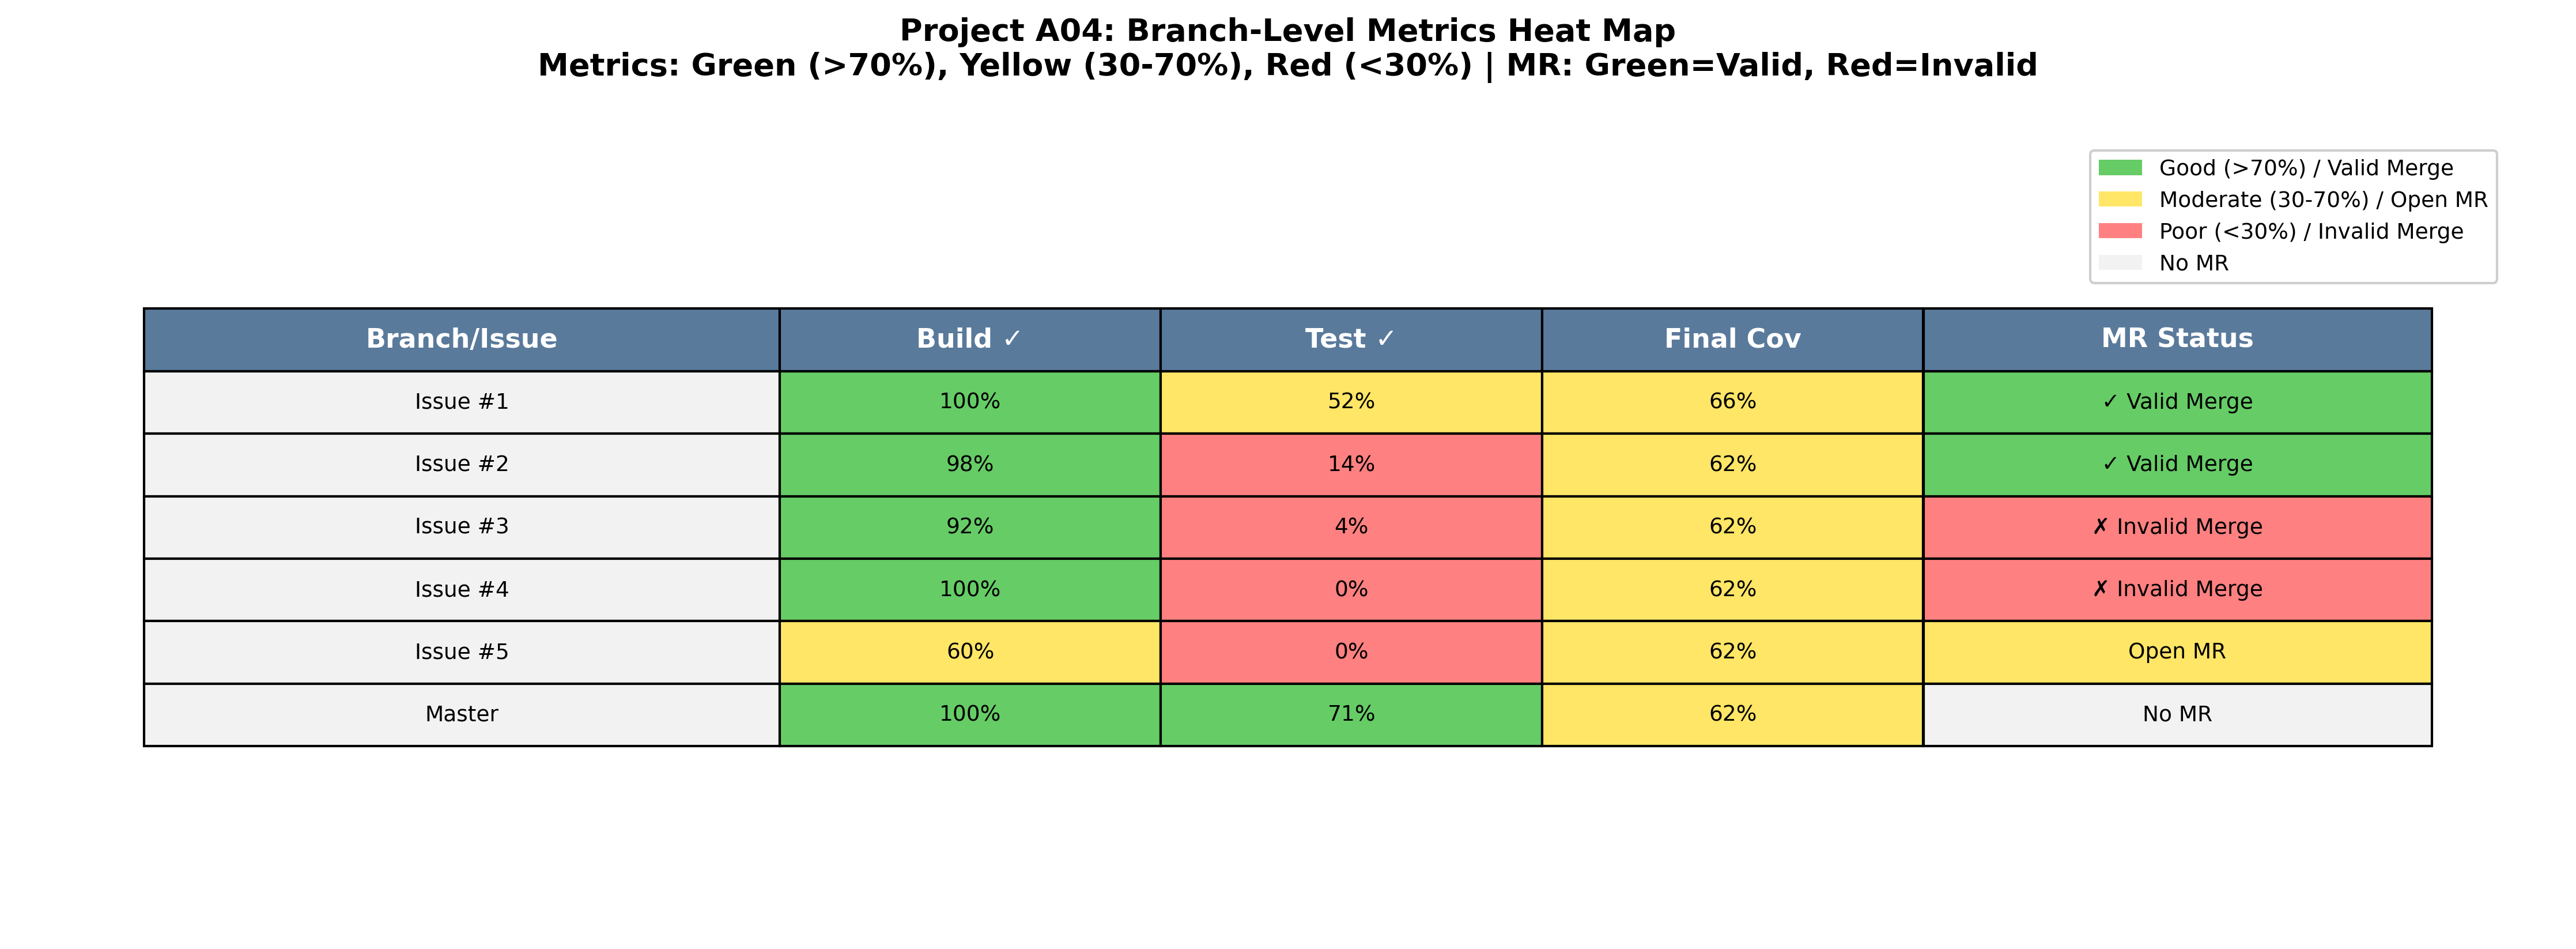 Project A04: Branch-Level Metrics Heat Map
Metrics: Green (>70%), Yellow (30-70%), Red (<30%) | MR: Green=Valid, Red=Invalid
Good (>70%) / Valid Merge
Moderate (30-70%) / Open MR
Poor (<30%) / Invalid Merge
No MR
Branch/Issue Build ✓ Test ✓ Final Cov MR Status
Issue #1 100% 52% 66% ✓ Valid Merge
Issue #2 98% 14% 62% ✓ Valid Merge
Issue #3 92% 4% 62% ✗ Invalid Merge
Issue #4 100% 0% 62% ✗ Invalid Merge
Issue #5 60% 0% 62% Open MR
Master 100% 71% 62% No MR